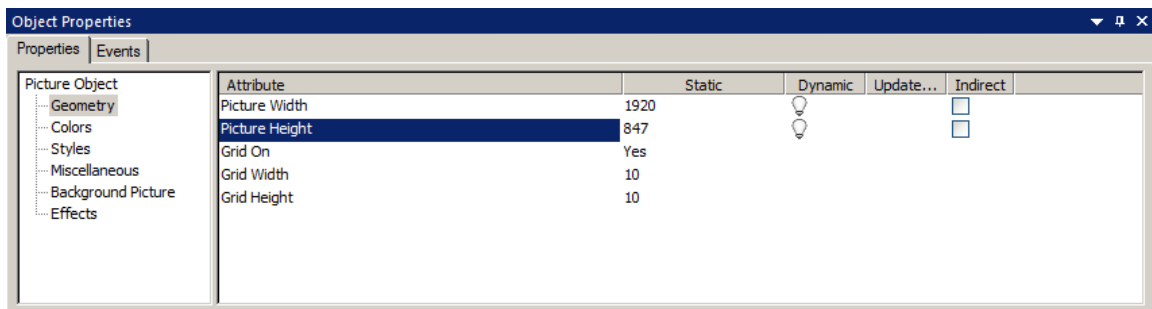 Object Properties
Properties Events
Picture Object
Geometry
Colors
Styles
Miscellaneous
Background Picture
Effects
Attribute Static Dynamic Update... Indirect
Picture Width 1920
Picture Height 847
Grid On Yes
Grid Width 10
Grid Height 10